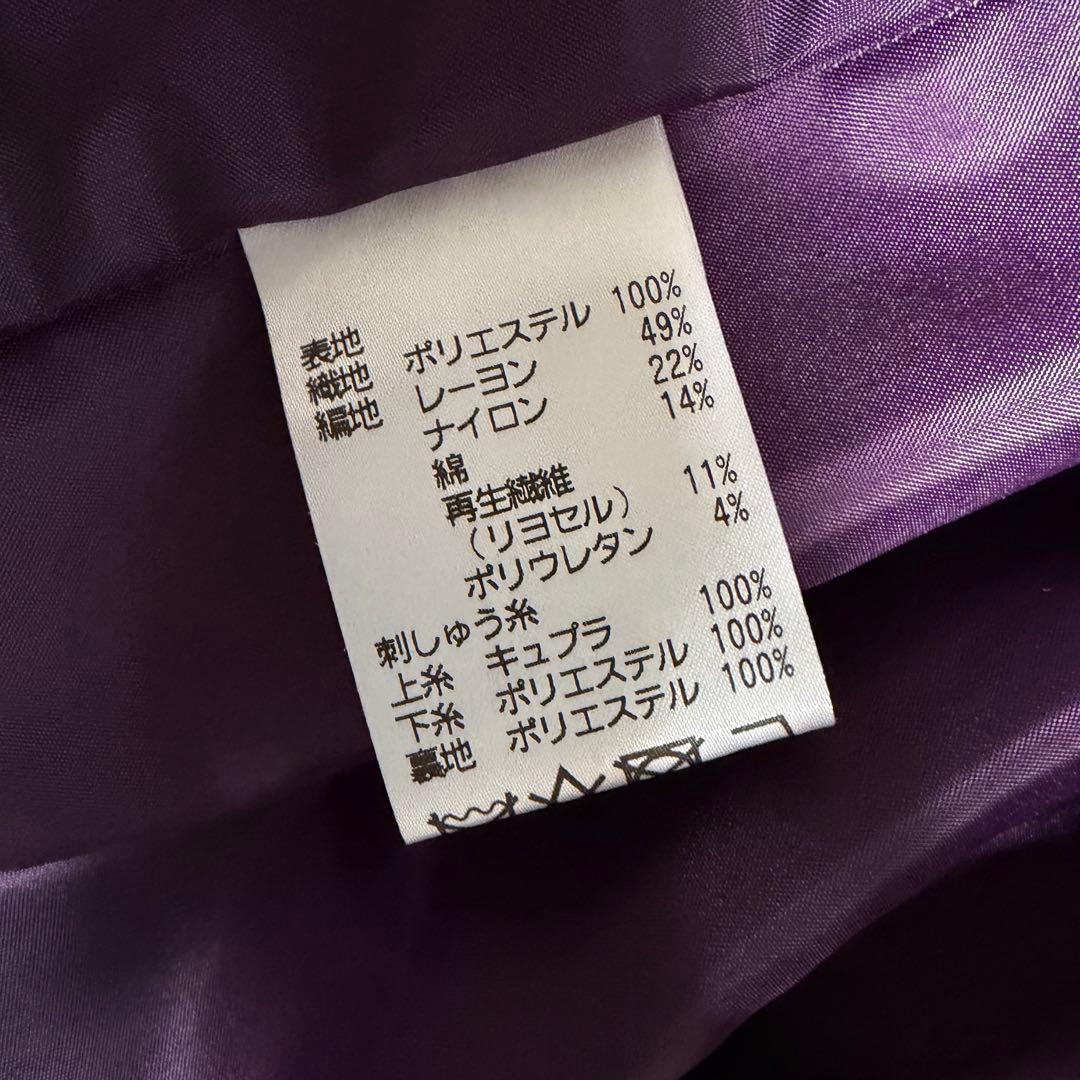 表地
織地 ポリエステル 100%
編地 レーヨン 49%
ナイロン 22%
綿 14%
再生繊維
(リヨセル) 11%
ポリウレタン 4%
刺しゅう糸
上糸 キュプラ 100%
下糸 ポリエステル 100%
裏地 ポリエステル 100%